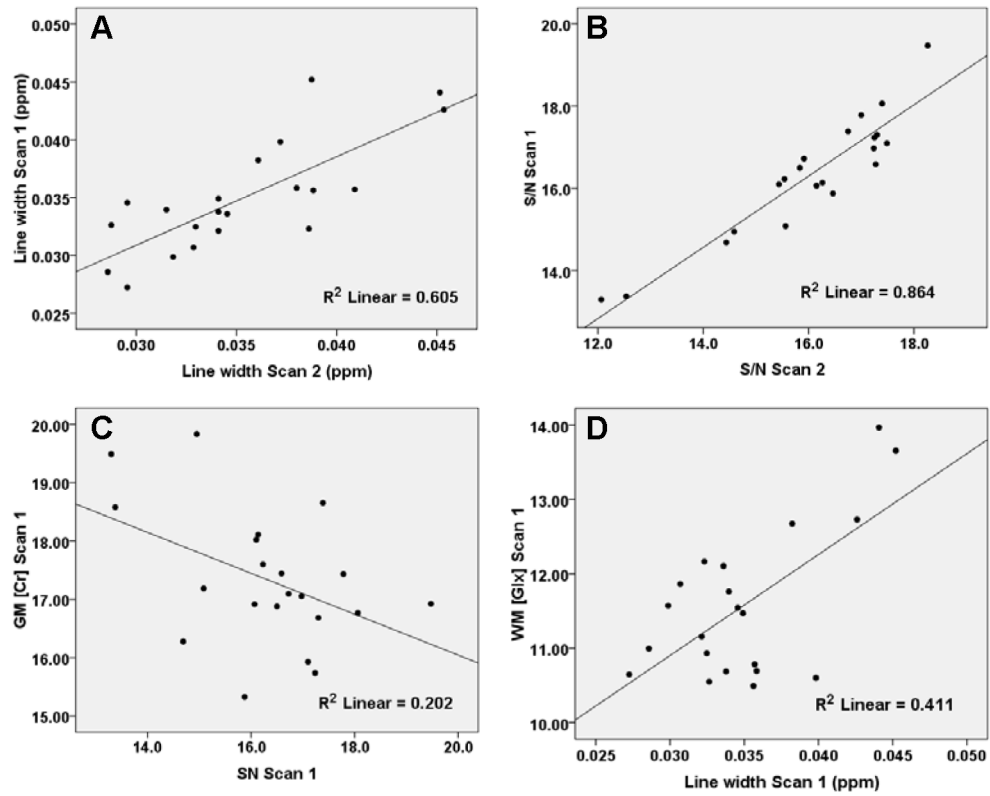 A
0.050
0.045
0.040
0.035
0.030
0.025
Line width Scan 1 (ppm)
R² Linear = 0.605
0.030 0.035 0.040 0.045
Line width Scan 2 (ppm)
B
20.0
18.0
16.0
14.0
S/N Scan 1
R² Linear = 0.864
12.0 14.0 16.0 18.0
S/N Scan 2
C
20.00
19.00
18.00
17.00
16.00
15.00
GM [Cr] Scan 1
R² Linear = 0.202
14.0 16.0 18.0 20.0
SN Scan 1
D
14.00
13.00
12.00
11.00
10.00
WM [Glx] Scan 1
R² Linear = 0.411
0.025 0.030 0.035 0.040 0.045 0.050
Line width Scan 1 (ppm)